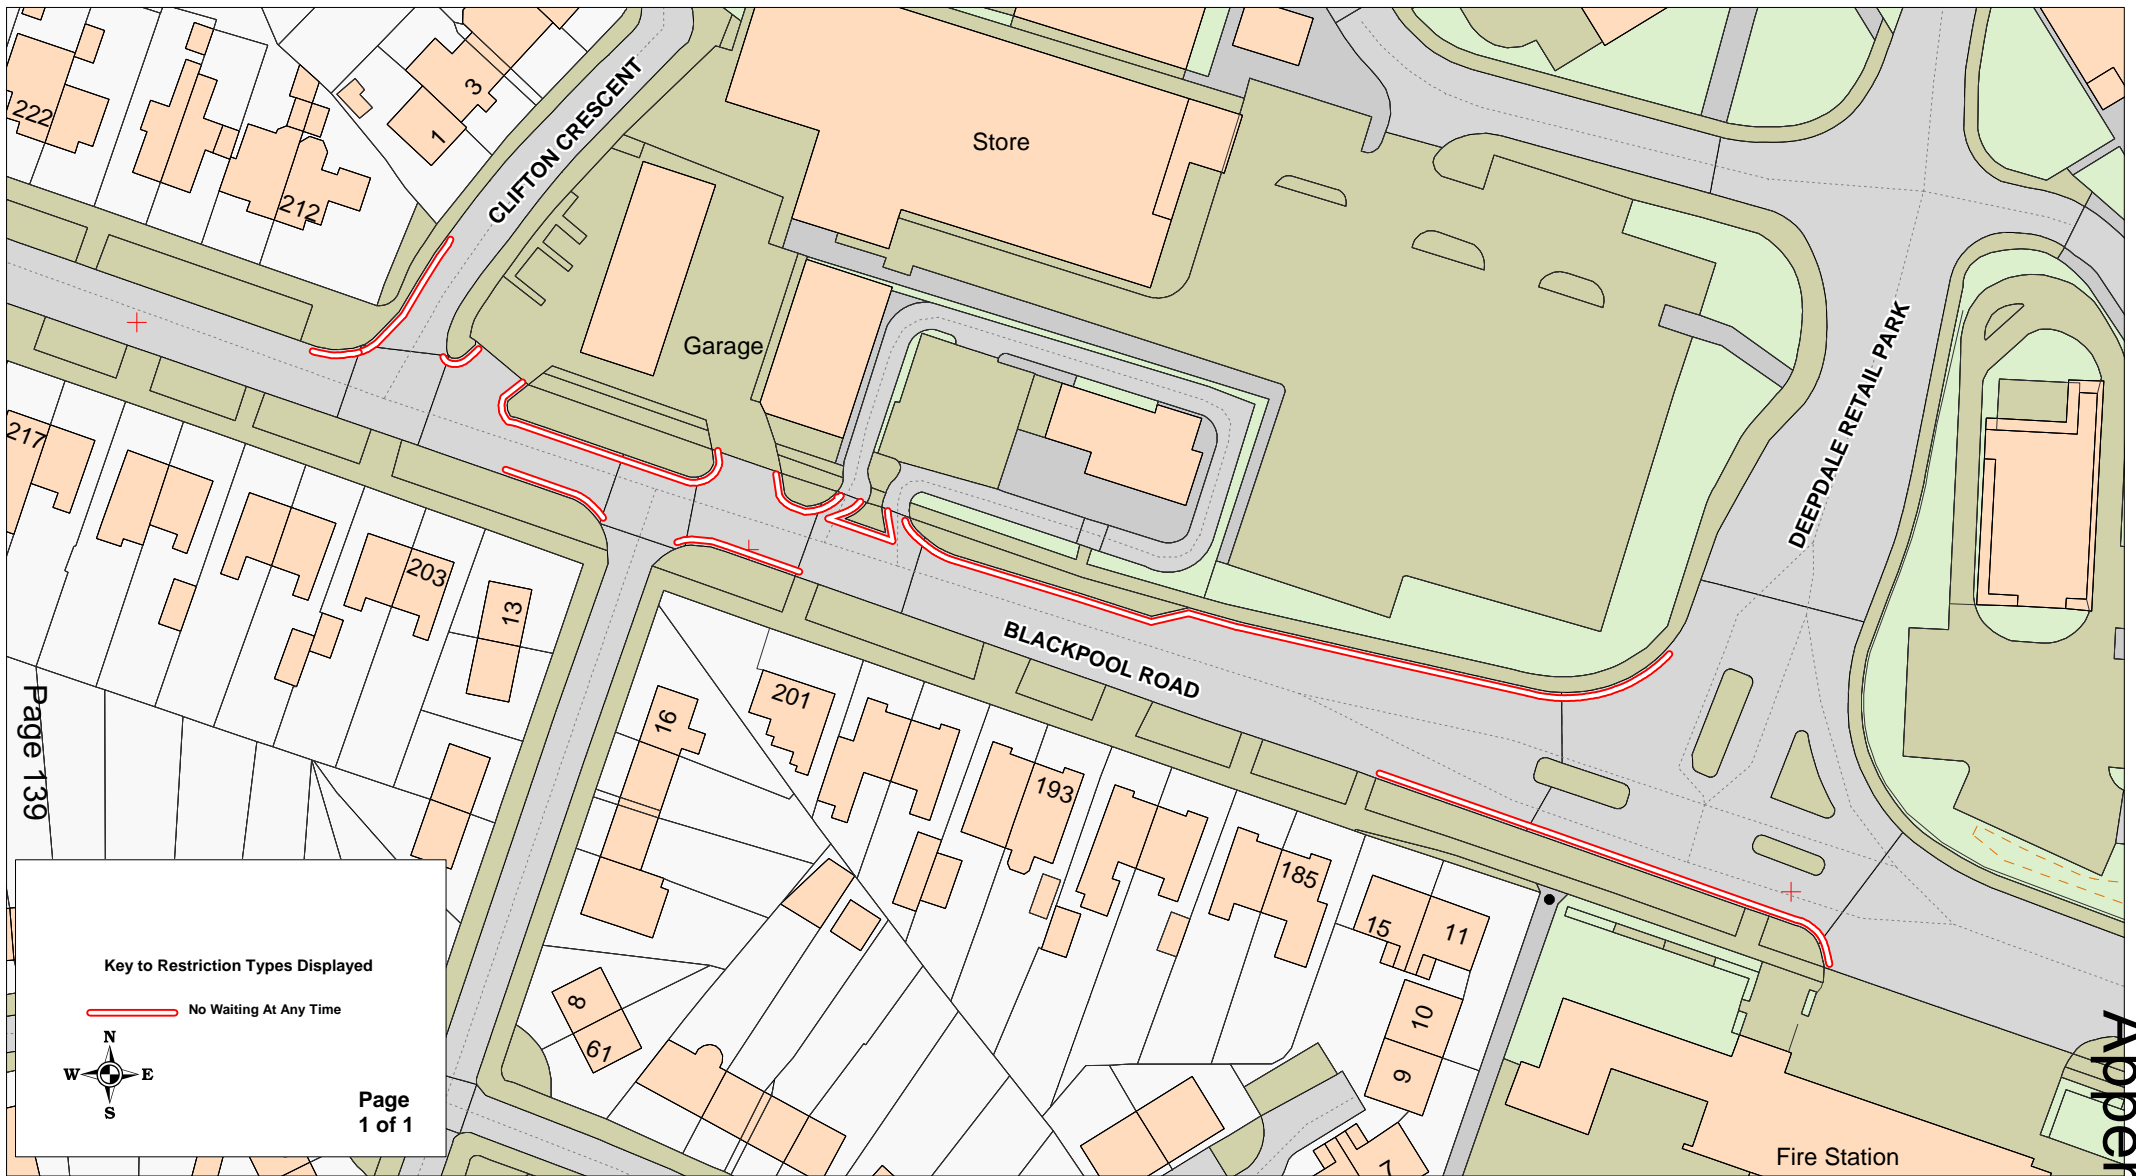 222
3
1
212
CLIFTON CRESCENT
Store
Garage
DEEPDALE RETAIL PARK
217
203
13
BLACKPOOL ROAD
201
16
193
185
15
11
10
9
8
61
7
Fire Station
Page 139
Key to Restriction Types Displayed
No Waiting At Any Time
N
W E
S
Page
1 of 1